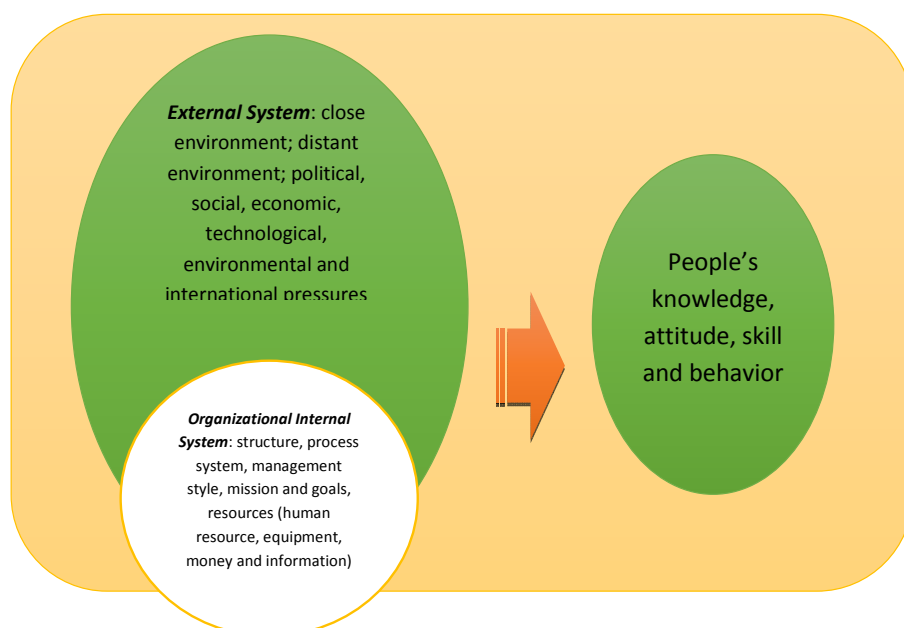 External System: close
environment; distant
environment; political,
social, economic,
technological,
environmental and
international pressures
Organizational Internal
System: structure, process
system, management
style, mission and goals,
resources (human
resource, equipment,
money and information)
People’s
knowledge,
attitude, skill
and behavior